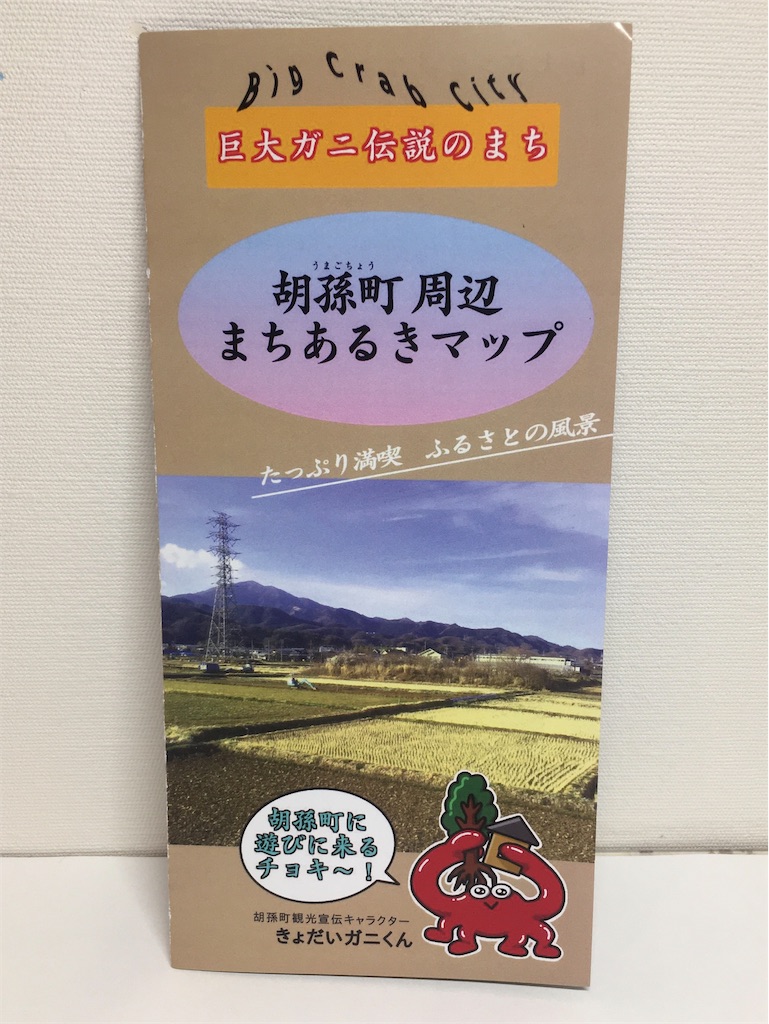 Big Crab City
巨大ガニ伝説のまち
うまごちょう
胡孫町 周辺
まちあるきマップ
たっぷり満喫 ふるさとの風景
胡孫町に
遊びに来る
チョキ〜！
胡孫町観光宣伝キャラクター
きょだいガニくん